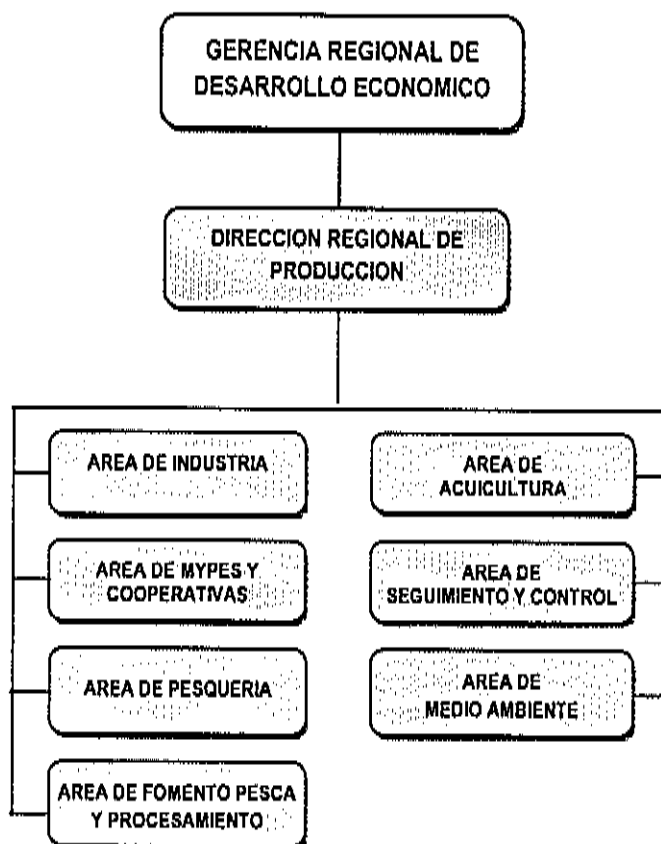 GERENCIA REGIONAL DE
DESARROLLO ECONOMICO
DIRECCION REGIONAL DE
PRODUCCION
AREA DE INDUSTRIA
AREA DE MYPES Y
COOPERATIVAS
AREA DE PESQUERIA
AREA DE FOMENTO PESCA
Y PROCESAMIENTO
AREA DE
ACUICULTURA
AREA DE
SEGUIMIENTO Y CONTROL
AREA DE
MEDIO AMBIENTE